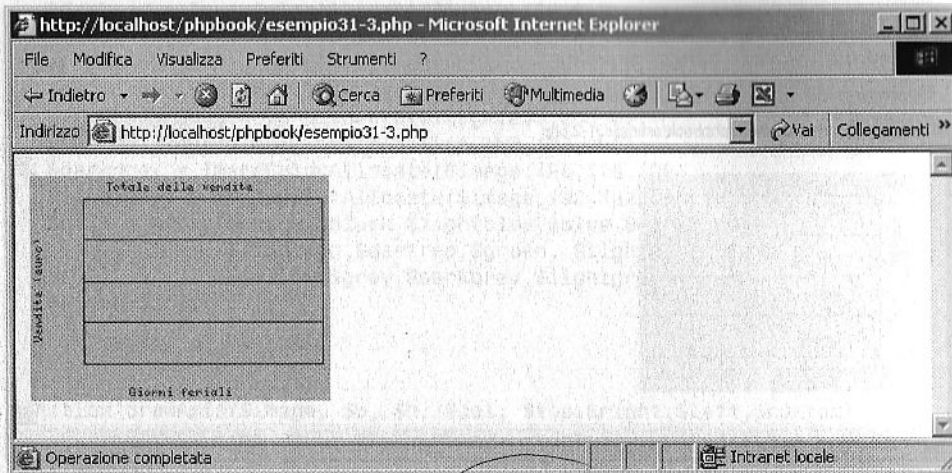 http://localhost/phpbook/esempio31-3.php - Microsoft Internet Explorer
File Modifica Visualizza Preferiti Strumenti ?
Indietro Cerca Preferiti Multimedia
Indirizzo http://localhost/phpbook/esempio31-3.php Vai Collegamenti »
Totale delle vendite
Vendite (euro)
Giorni feriali
Operazione completata Intranet locale